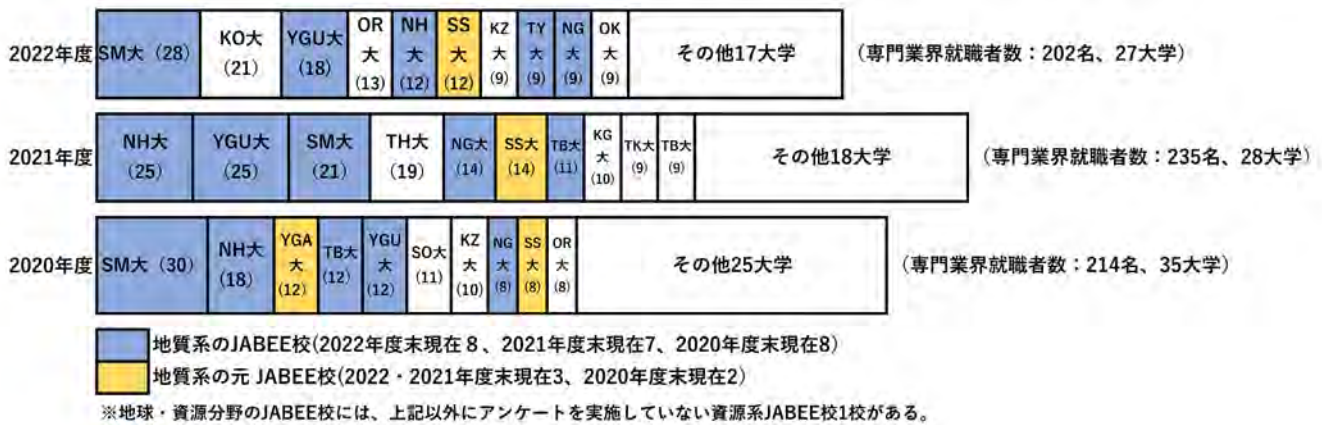 2022年度
SM大（28）
KO大
(21)
YGU大
(18)
OR
大
(13)
NH
大
(12)
SS
大
(12)
KZ
大
(9)
TY
大
(9)
NG
大
(9)
OK
大
(9)
その他17大学
（専門業界就職者数：202名、27大学）
2021年度
NH大
(25)
YGU大
(25)
SM大
(21)
TH大
(19)
NG大
(14)
SS大
(14)
TB大
(11)
KG
大
(10)
TK大
(9)
TB大
(9)
その他18大学
（専門業界就職者数：235名、28大学）
2020年度
SM大（30）
NH大
(18)
YGA
大
(12)
TB大
(12)
YGU
大
(12)
SO大
(11)
KZ
大
(10)
NG
大
(8)
SS
大
(8)
OR
大
(8)
その他25大学
（専門業界就職者数：214名、35大学）
地質系のJABEE校(2022年度末現在８、2021年度末現在7、2020年度末現在8)
地質系の元 JABEE校(2022・2021年度末現在3、2020年度末現在2)
※地球・資源分野のJABEE校には、上記以外にアンケートを実施していない資源系JABEE校1校がある。